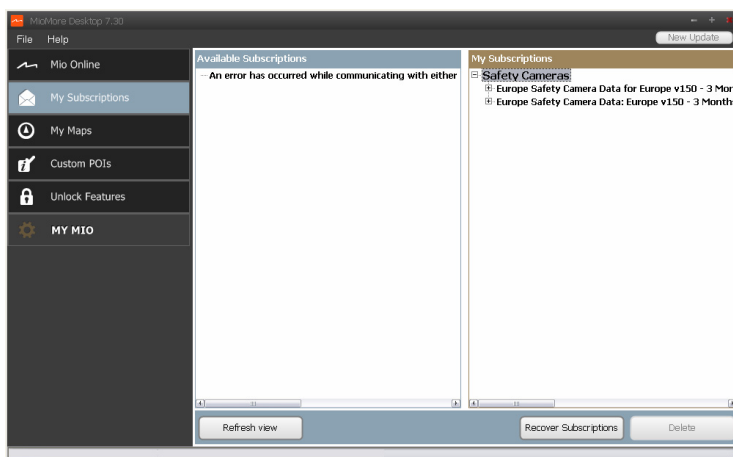 MioMore Desktop 7.30
File Help
New Update
Mio Online
My Subscriptions
My Maps
Custom POIs
Unlock Features
MY MIO
Available Subscriptions
An error has occurred while communicating with either
My Subscriptions
Safety Cameras
Europe Safety Camera Data for Europe v150 - 3 Mor
Europe Safety Camera Data: Europe v150 - 3 Months
Refresh view
Recover Subscriptions
Delete